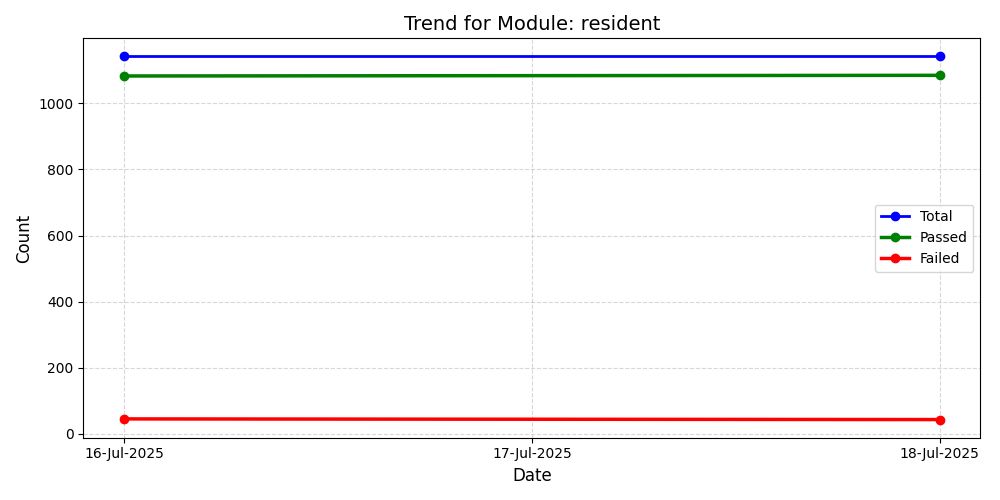 Trend for Module: resident
Count
1000
800
600
400
200
0
Total
Passed
Failed
16-Jul-2025
17-Jul-2025
18-Jul-2025
Date